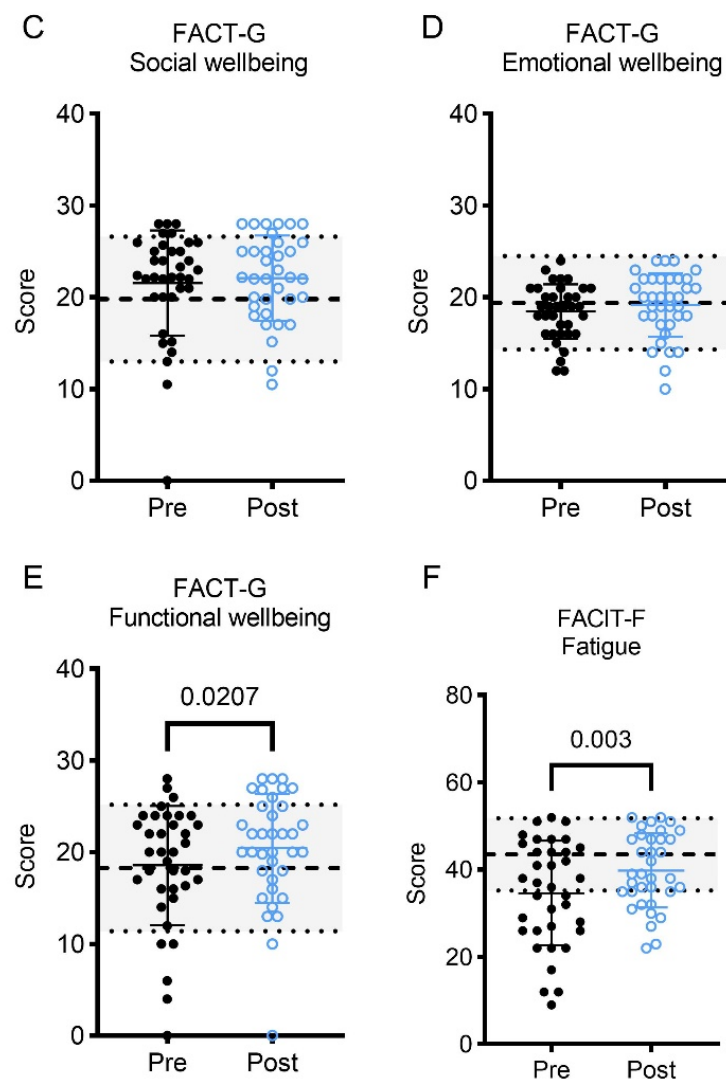 C
FACT-G
Social wellbeing
40
30
20
10
0
Score
Pre
Post
D
FACT-G
Emotional wellbeing
40
30
20
10
0
Score
Pre
Post
E
FACT-G
Functional wellbeing
40
30
20
10
0
Score
0.0207
Pre
Post
F
FACIT-F
Fatigue
80
60
40
20
0
Score
0.003
Pre
Post